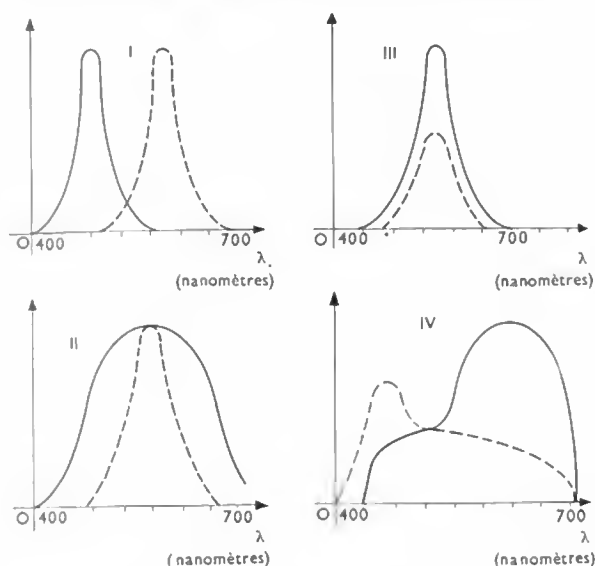 I
O 400 700
λ
(nanomètres)
III
O 400 700
λ
(nanomètres)
II
O 400 700
λ
(nanomètres)
IV
O 400 700
λ
(nanomètres)